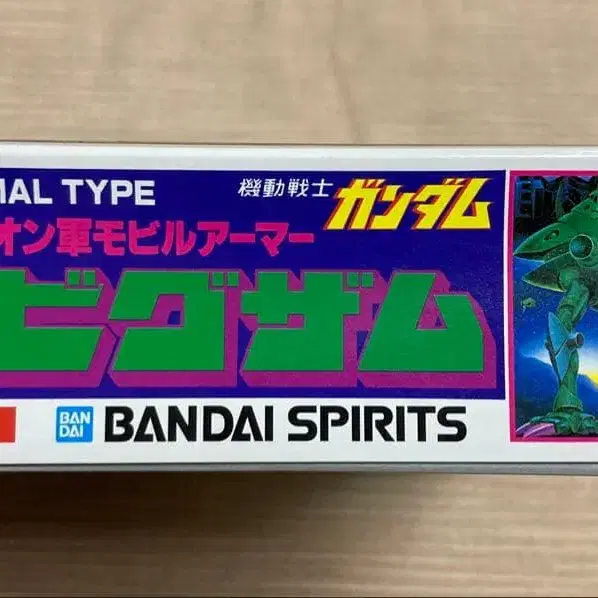 MAL TYPE
機動戦士 ガンダム
オン軍モビルアーマー
ビグザム
BAN DAI BANDAI SPIRITS